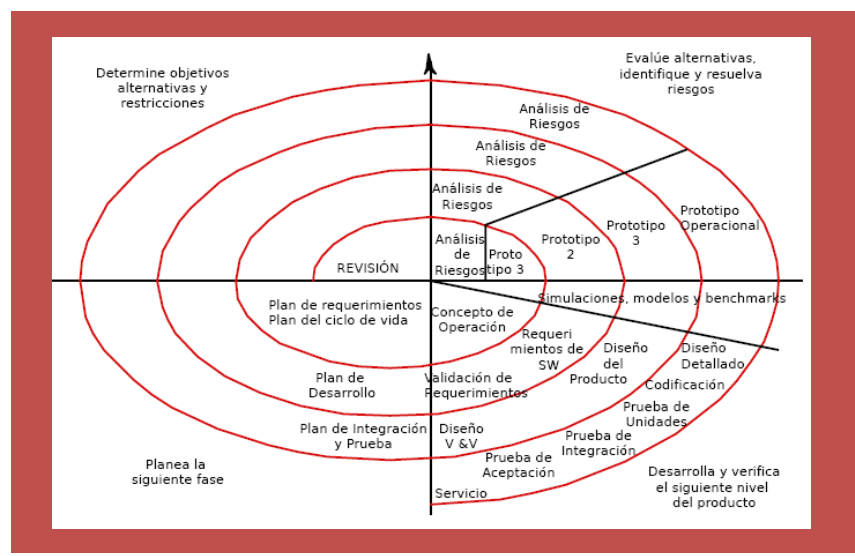 Determine objetivos
alternativas y
restricciones
Evalúe alternativas,
identifique y resuelva
riesgos
Análisis de
Riesgos
Análisis de
Riesgos
Análisis de
Riesgos
Análisis
de
Riesgos
Proto
tipo 3
Prototipo
2
Prototipo
3
Prototipo
Operacional
REVISIÓN
Simulaciones, modelos y benchmarks
Plan de requerimientos
Plan del ciclo de vida
Concepto de
Operación
Requeri
mientos de
SW
Diseño
del
Producto
Diseño
Detallado
Codificación
Plan de
Desarrollo
Validación de
Requerimientos
Prueba de
Unidades
Plan de Integración
y Prueba
Diseño
V &V
Prueba de
Integración
Prueba de
Aceptación
Servicio
Planea la
siguiente fase
Desarrolla y verifica
el siguiente nivel
del producto